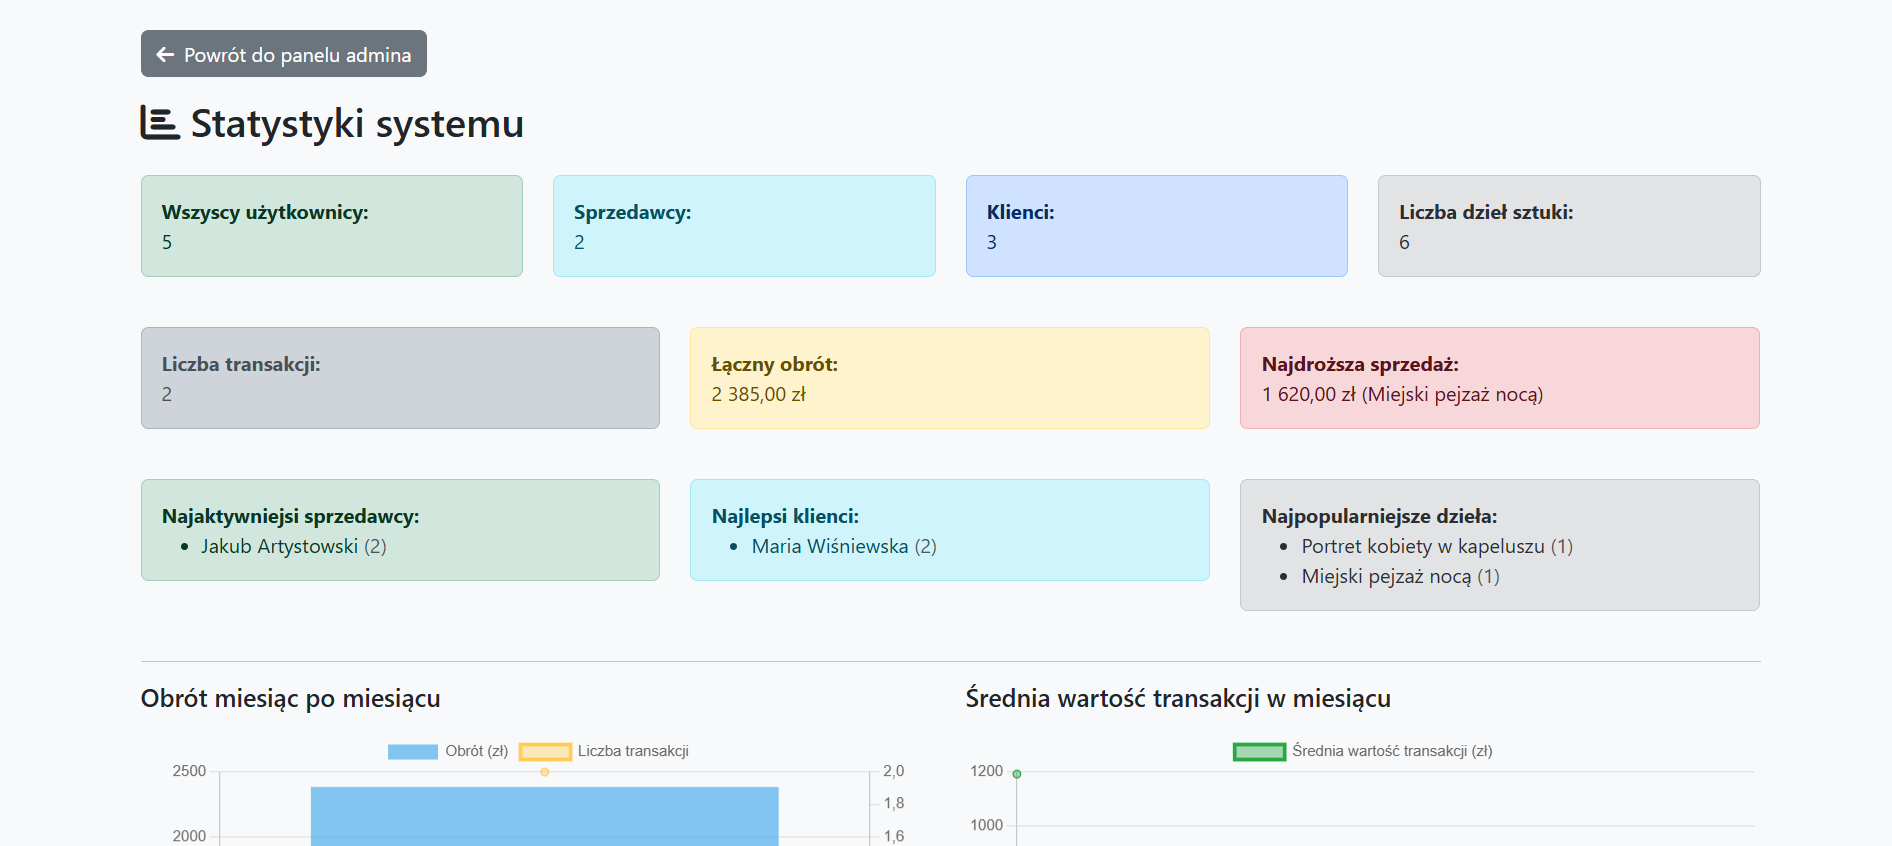 Powrót do panelu admina
Statystyki systemu
Wszyscy użytkownicy:
5
Sprzedawcy:
2
Klienci:
3
Liczba dzieł sztuki:
6
Liczba transakcji:
2
Łączny obrót:
2 385,00 zł
Najdroższa sprzedaż:
1 620,00 zł (Miejski pejzaż nocą)
Najaktywniejsi sprzedawcy:
Jakub Artystowski (2)
Najlepsi klienci:
Maria Wiśniewska (2)
Najpopularniejsze dzieła:
Portret kobiety w kapeluszu (1)
Miejski pejzaż nocą (1)
Obrót miesiąc po miesiącu
Obrót (zł) Liczba transakcji
2500
2,0
1,8
2000
1,6
Średnia wartość transakcji w miesiącu
Średnia wartość transakcji (zł)
1200
1000